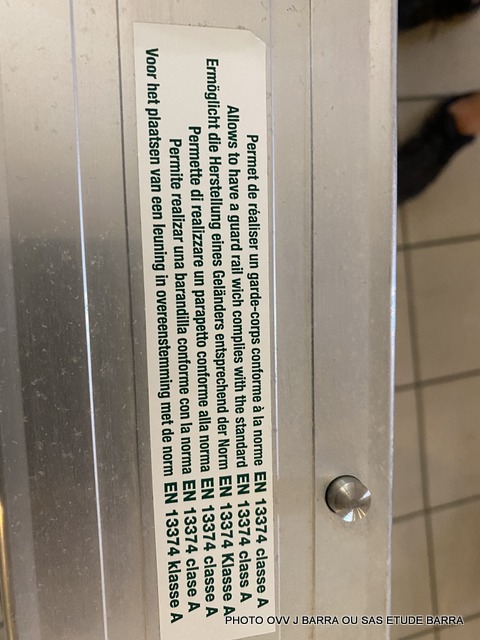 Permet de réaliser un garde-corps conforme à la norme EN 13374 classe A
Allows to have a guard rail wich complies with the standard EN 13374 class A
Ermöglicht die Herstellung eines Geländers entsprechend der Norm EN 13374 Klasse A
Permette di realizzare un parapetto conforme alla norma EN 13374 classe A
Permite realizar una barandilla conforme con la norma EN 13374 clase A
Voor het plaatsen van een leuning in overeenstemming met de norm EN 13374 klasse A
PHOTO OVV J BARRA OU SAS ETUDE BARRA